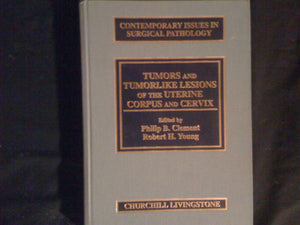 CONTEMPORARY ISSUES IN
SURGICAL PATHOLOGY
TUMORS AND
TUMORLIKE LESIONS
OF THE UTERINE
CORPUS AND CERVIX
Edited by
Philip B. Clement
Robert H. Young
CHURCHILL LIVINGSTONE